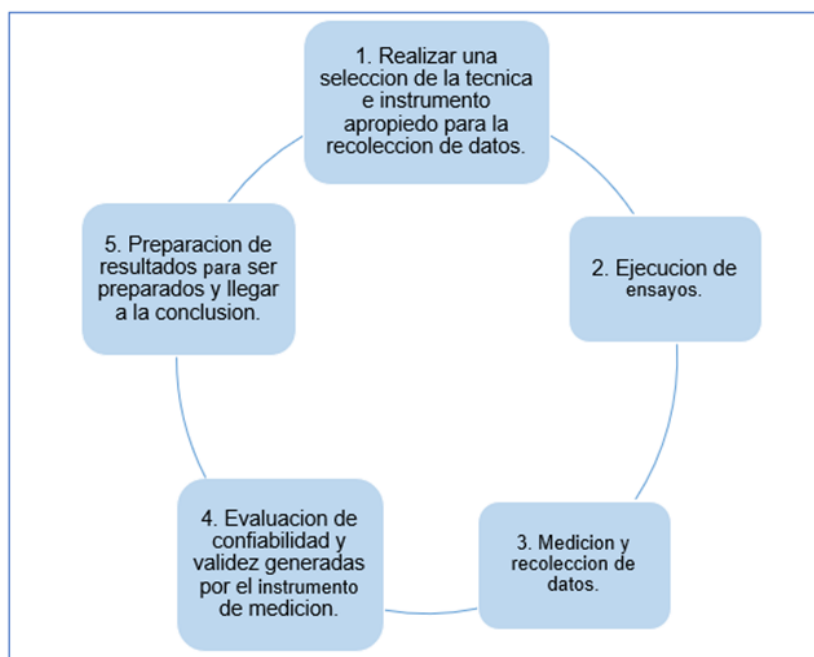 1. Realizar una
seleccion de la tecnica
e instrumento
apropiedo para la
recoleccion de datos.
2. Ejecucion de
ensayos.
3. Medicion y
recoleccion de
datos.
4. Evaluacion de
confiabilidad y
validez generadas
por el instrumento
de medicion.
5. Preparacion de
resultados para ser
preparados y llegar
a la conclusion.